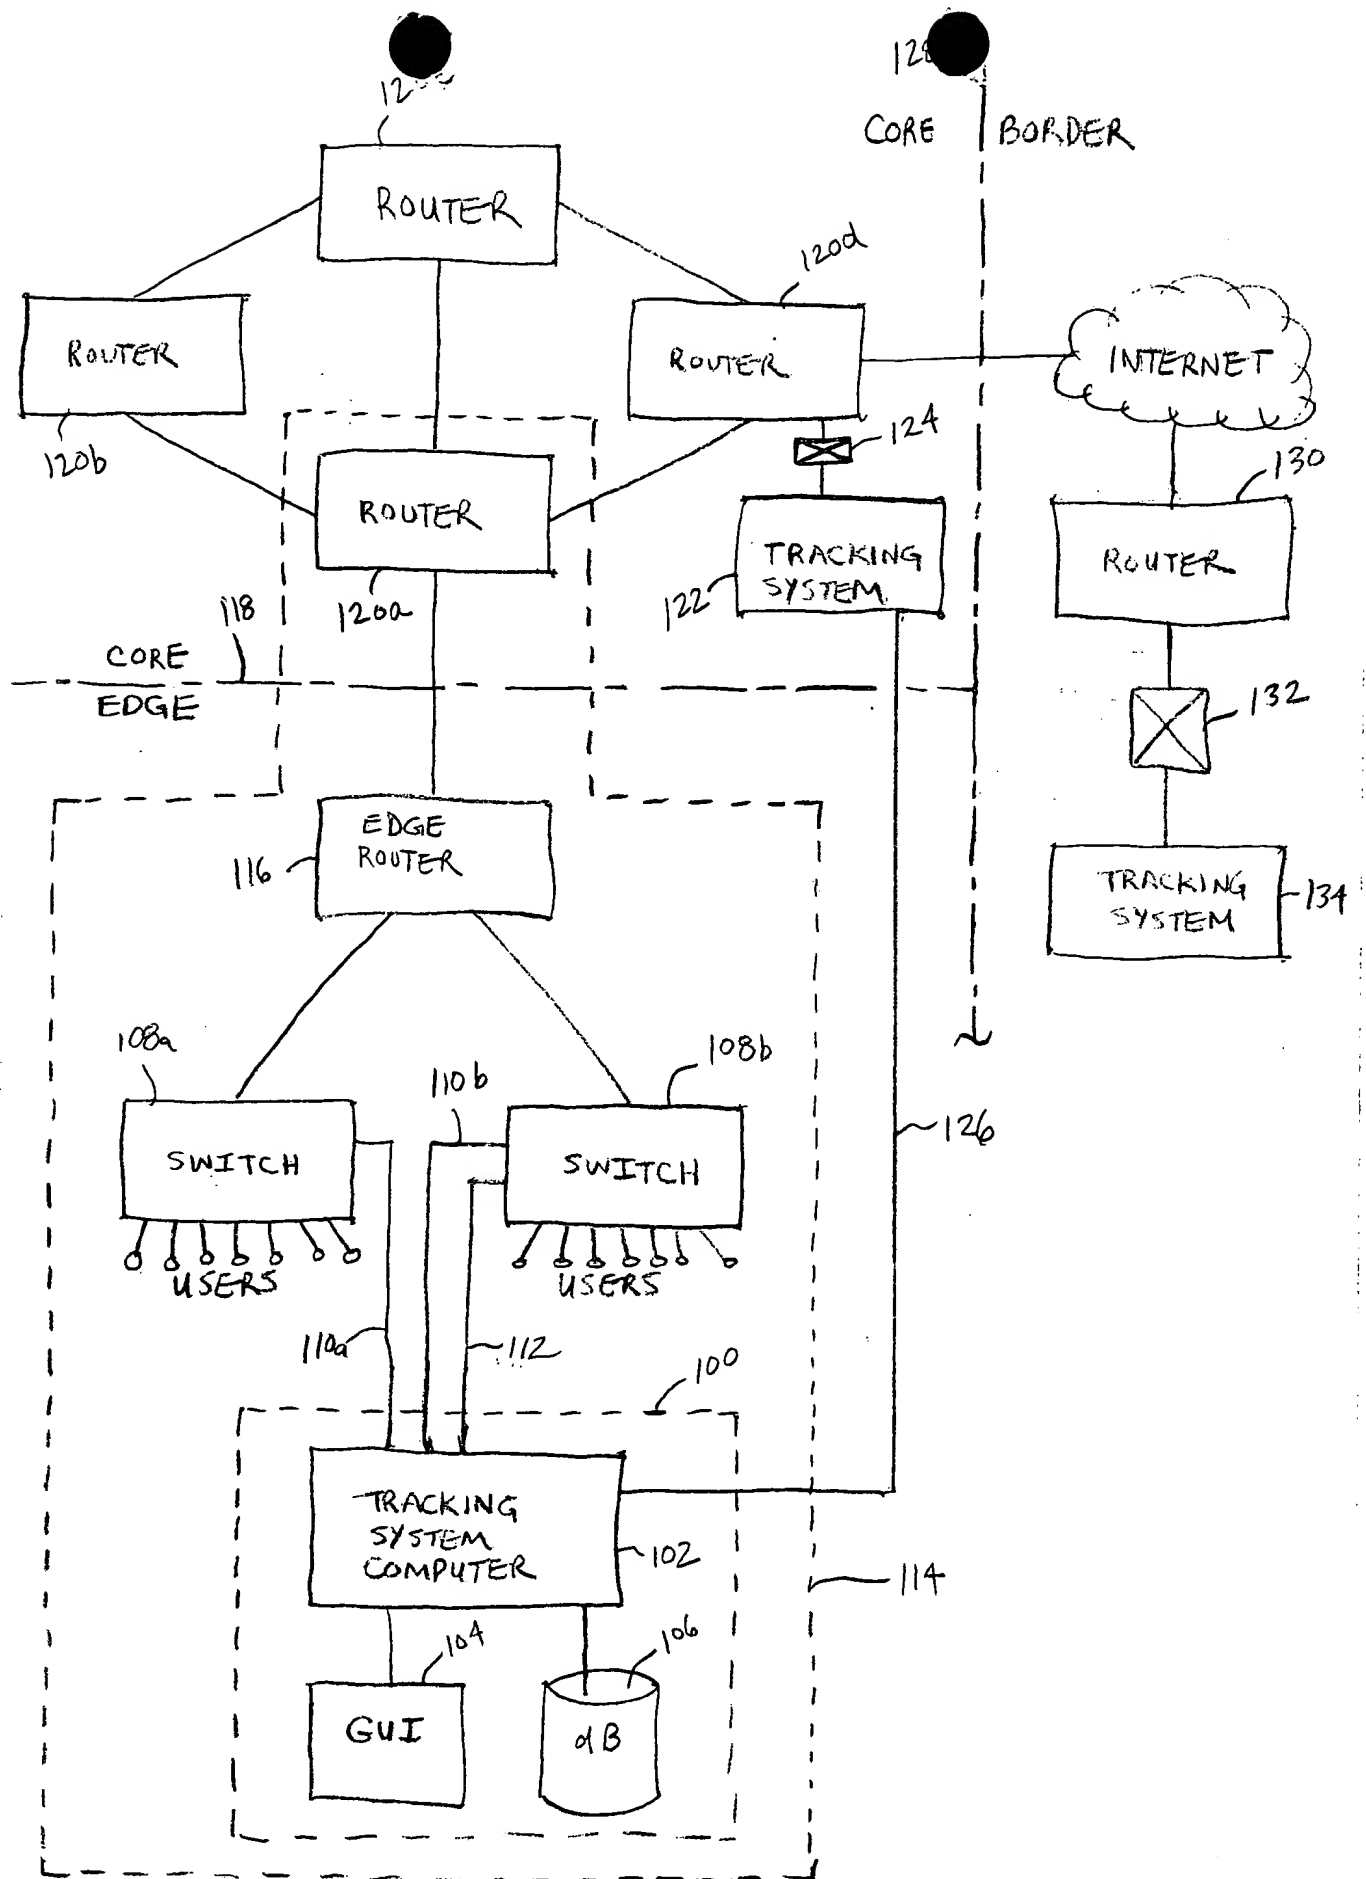 CORE
BORDER
ROUTER
120d
ROUTER
ROUTER
INTERNET
120b
124
130
ROUTER
TRACKING
SYSTEM
ROUTER
120a
122
118
CORE
EDGE
132
EDGE
ROUTER
116
TRACKING
SYSTEM
134
108a
108b
110b
126
SWITCH
SWITCH
USERS
USERS
110a
112
100
TRACKING
SYSTEM
COMPUTER
102
114
104
106
GUI
dB